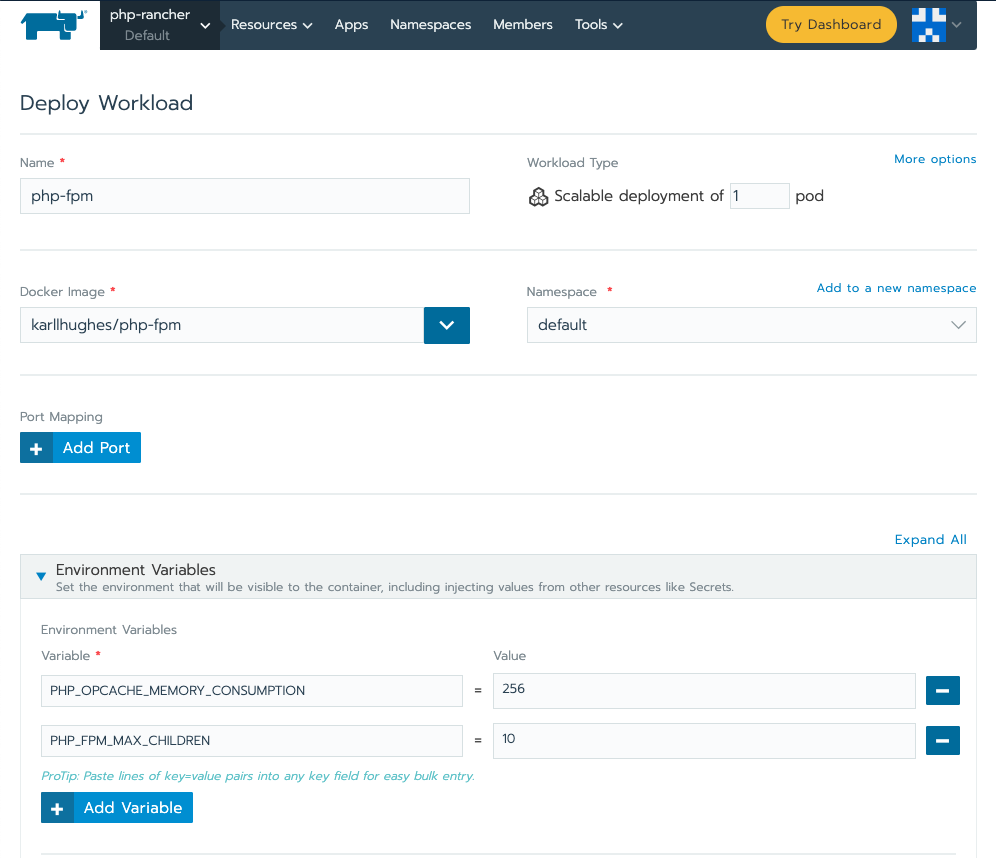 php-rancher
Default
Resources Apps Namespaces Members Tools Try Dashboard
Deploy Workload
Name *
Workload Type
More options
php-fpm
Scalable deployment of 1 pod
Docker Image *
Namespace *
Add to a new namespace
karllhughes/php-fpm
default
Port Mapping
+ Add Port
Expand All
Environment Variables
Set the environment that will be visible to the container, including injecting values from other resources like Secrets.
Environment Variables
Variable * Value
PHP_OPCACHE_MEMORY_CONSUMPTION = 256
PHP_FPM_MAX_CHILDREN = 10
ProTip: Paste lines of key=value pairs into any key field for easy bulk entry.
+ Add Variable